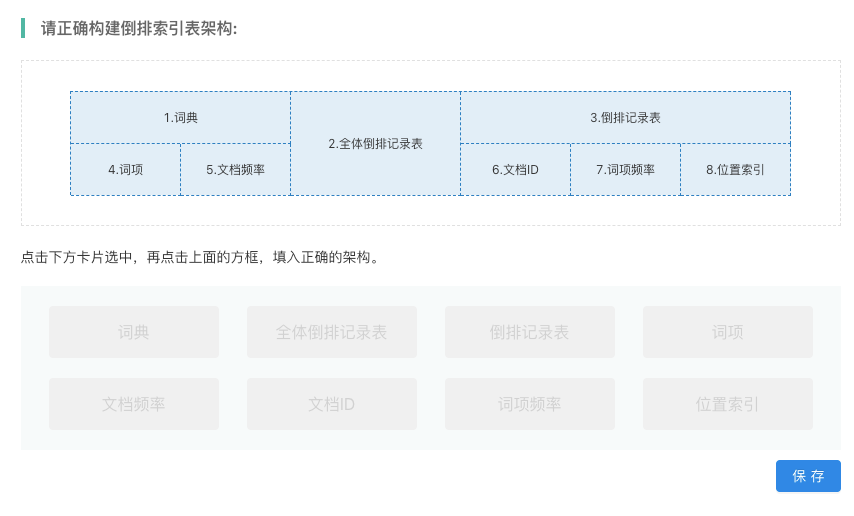 请正确构建倒排索引表架构:
1.词典
2.全体倒排记录表
3.倒排记录表
4.词项
5.文档频率
6.文档ID
7.词项频率
8.位置索引
点击下方卡片选中，再点击上面的方框，填入正确的架构。
词典
全体倒排记录表
倒排记录表
词项
文档频率
文档ID
词项频率
位置索引
保 存